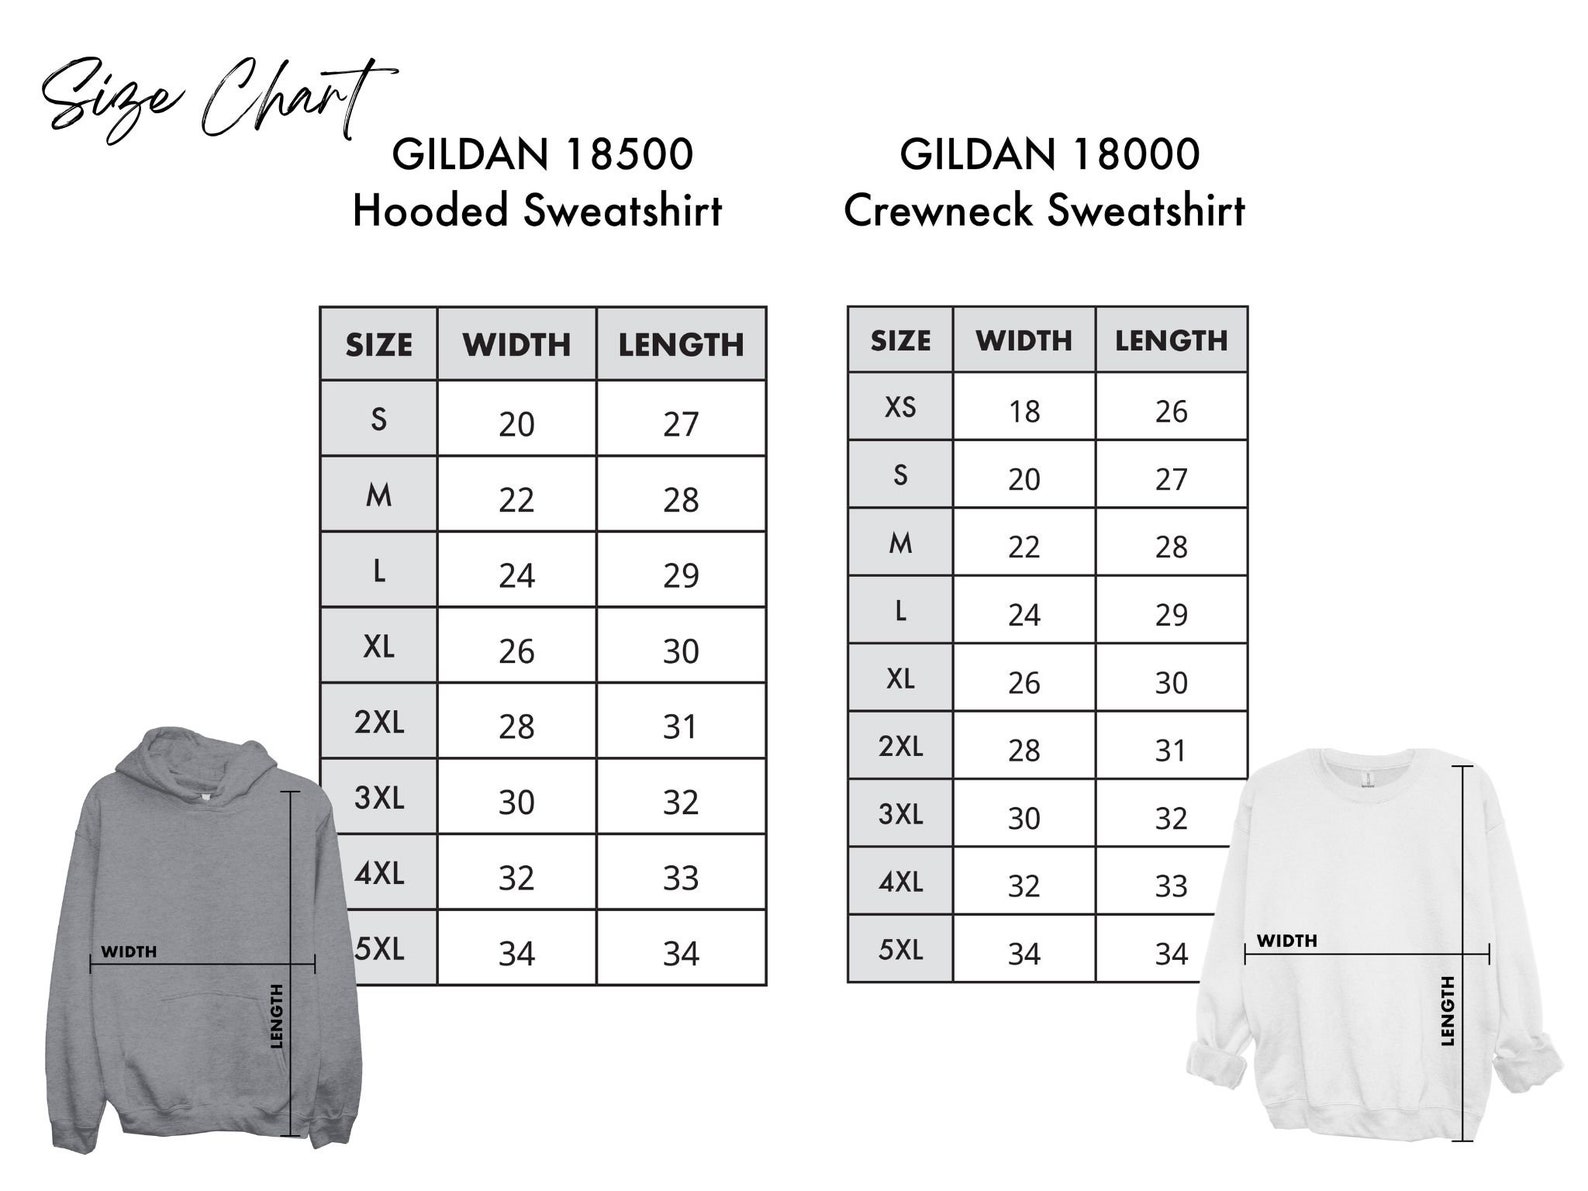 Size Chart
GILDAN 18500
Hooded Sweatshirt
SIZE WIDTH LENGTH
S 20 27
M 22 28
L 24 29
XL 26 30
2XL 28 31
3XL 30 32
4XL 32 33
5XL 34 34
WIDTH
LENGTH
GILDAN 18000
Crewneck Sweatshirt
SIZE WIDTH LENGTH
XS 18 26
S 20 27
M 22 28
L 24 29
XL 26 30
2XL 28 31
3XL 30 32
4XL 32 33
5XL 34 34
WIDTH
LENGTH